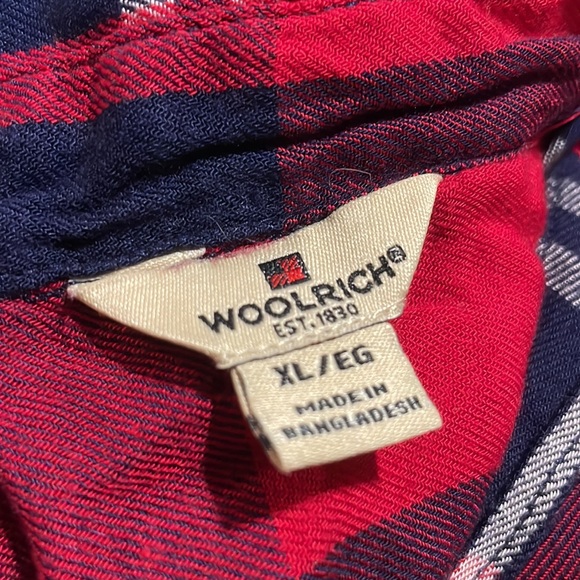 WOOLRICH®
EST. 1830
XL/EG
MADE IN
BANGLADESH